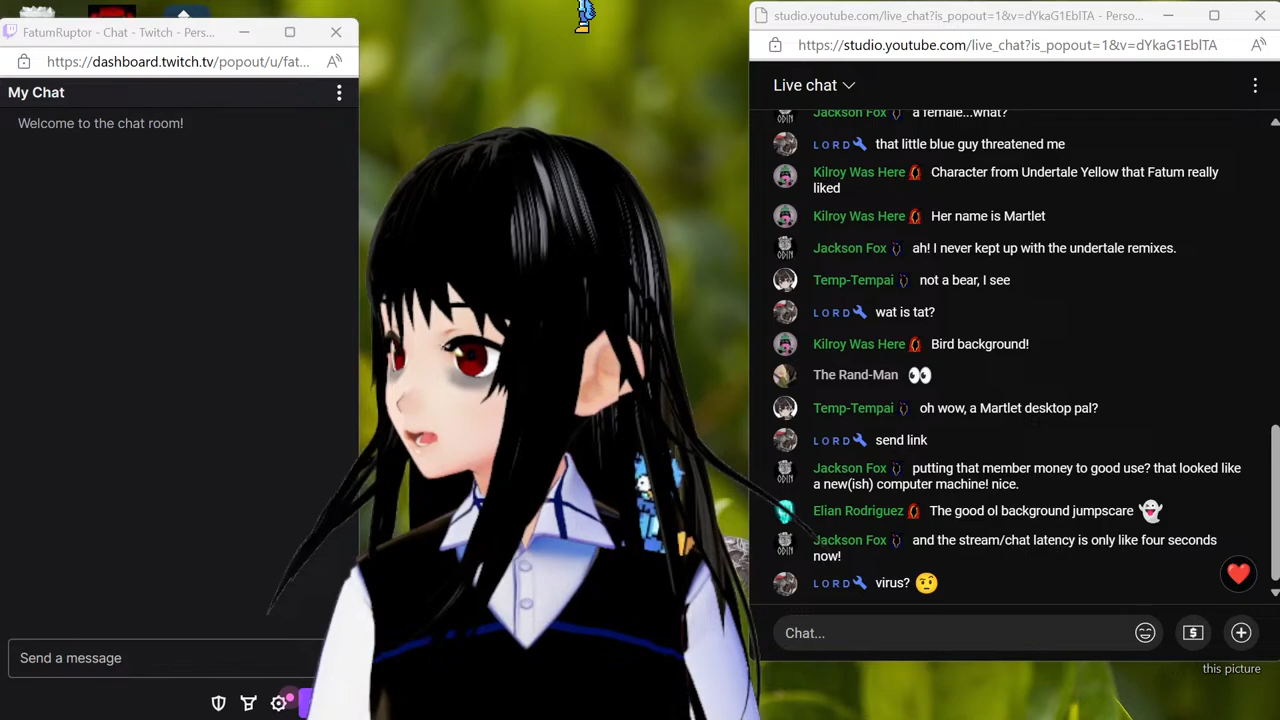 FatumRuptor - Chat - Twitch - Pers...
https://dashboard.twitch.tv/popout/u/fat...
My Chat
Welcome to the chat room!
Send a message
studio.youtube.com/live_chat?is_popout=1&v=dYkaG1EblTA - Perso...
https://studio.youtube.com/live_chat?is_popout=1&v=dYkaG1EblTA
Live chat
Jackson Fox a female...what?
L O R D that little blue guy threatened me
Kilroy Was Here Character from Undertale Yellow that Fatum really
liked
Kilroy Was Here Her name is Martlet
Jackson Fox ah! I never kept up with the undertale remixes.
Temp-Tempai not a bear, I see
L O R D wat is tat?
Kilroy Was Here Bird background!
The Rand-Man 👀
Temp-Tempai oh wow, a Martlet desktop pal?
L O R D send link
Jackson Fox putting that member money to good use? that looked like
a new(ish) computer machine! nice.
Elian Rodriguez The good ol background jumpscare 👻
Jackson Fox and the stream/chat latency is only like four seconds
now!
L O R D virus? 🤨
Chat...
this picture